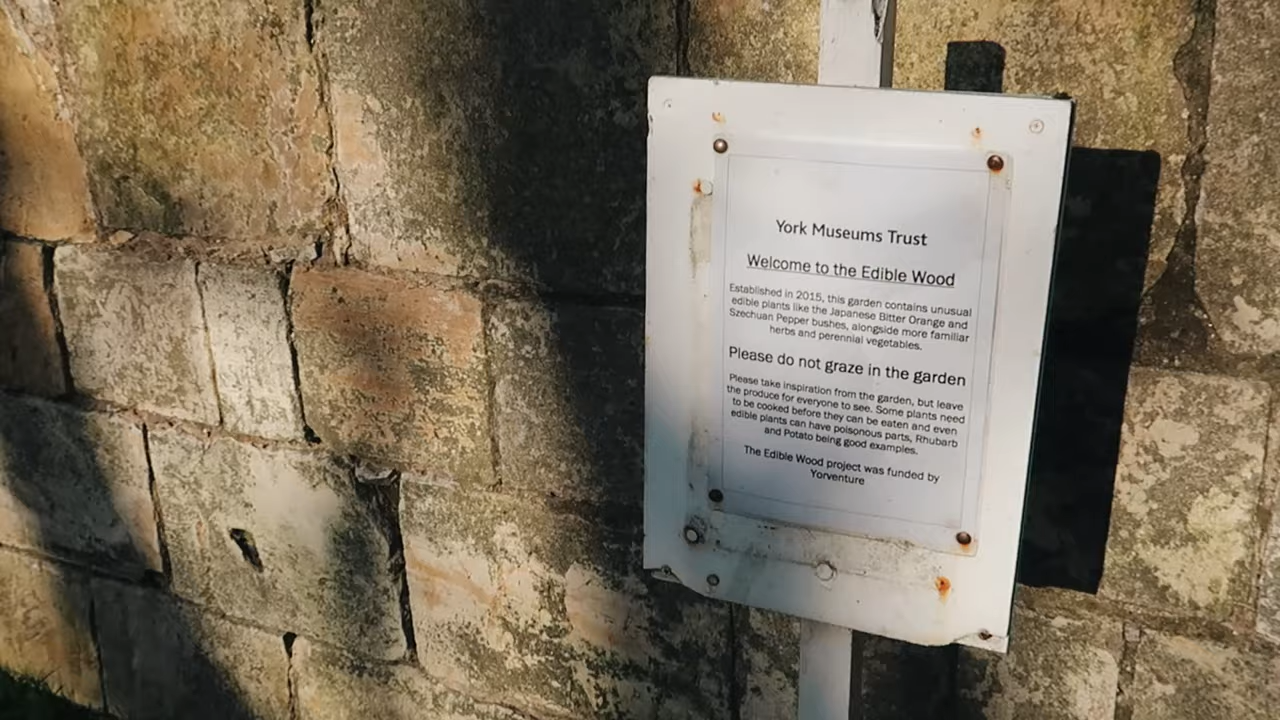 York Museums Trust
Welcome to the Edible Wood
Established in 2015, this garden contains unusual
edible plants like the Japanese Bitter Orange and
Szechuan Pepper bushes, alongside more familiar
herbs and perennial vegetables.
Please do not graze in the garden
Please take inspiration from the garden, but leave
the produce for everyone to see. Some plants need
to be cooked before they can be eaten and even
edible plants can have poisonous parts, Rhubarb
and Potato being good examples.
The Edible Wood project was funded by
Yorventure